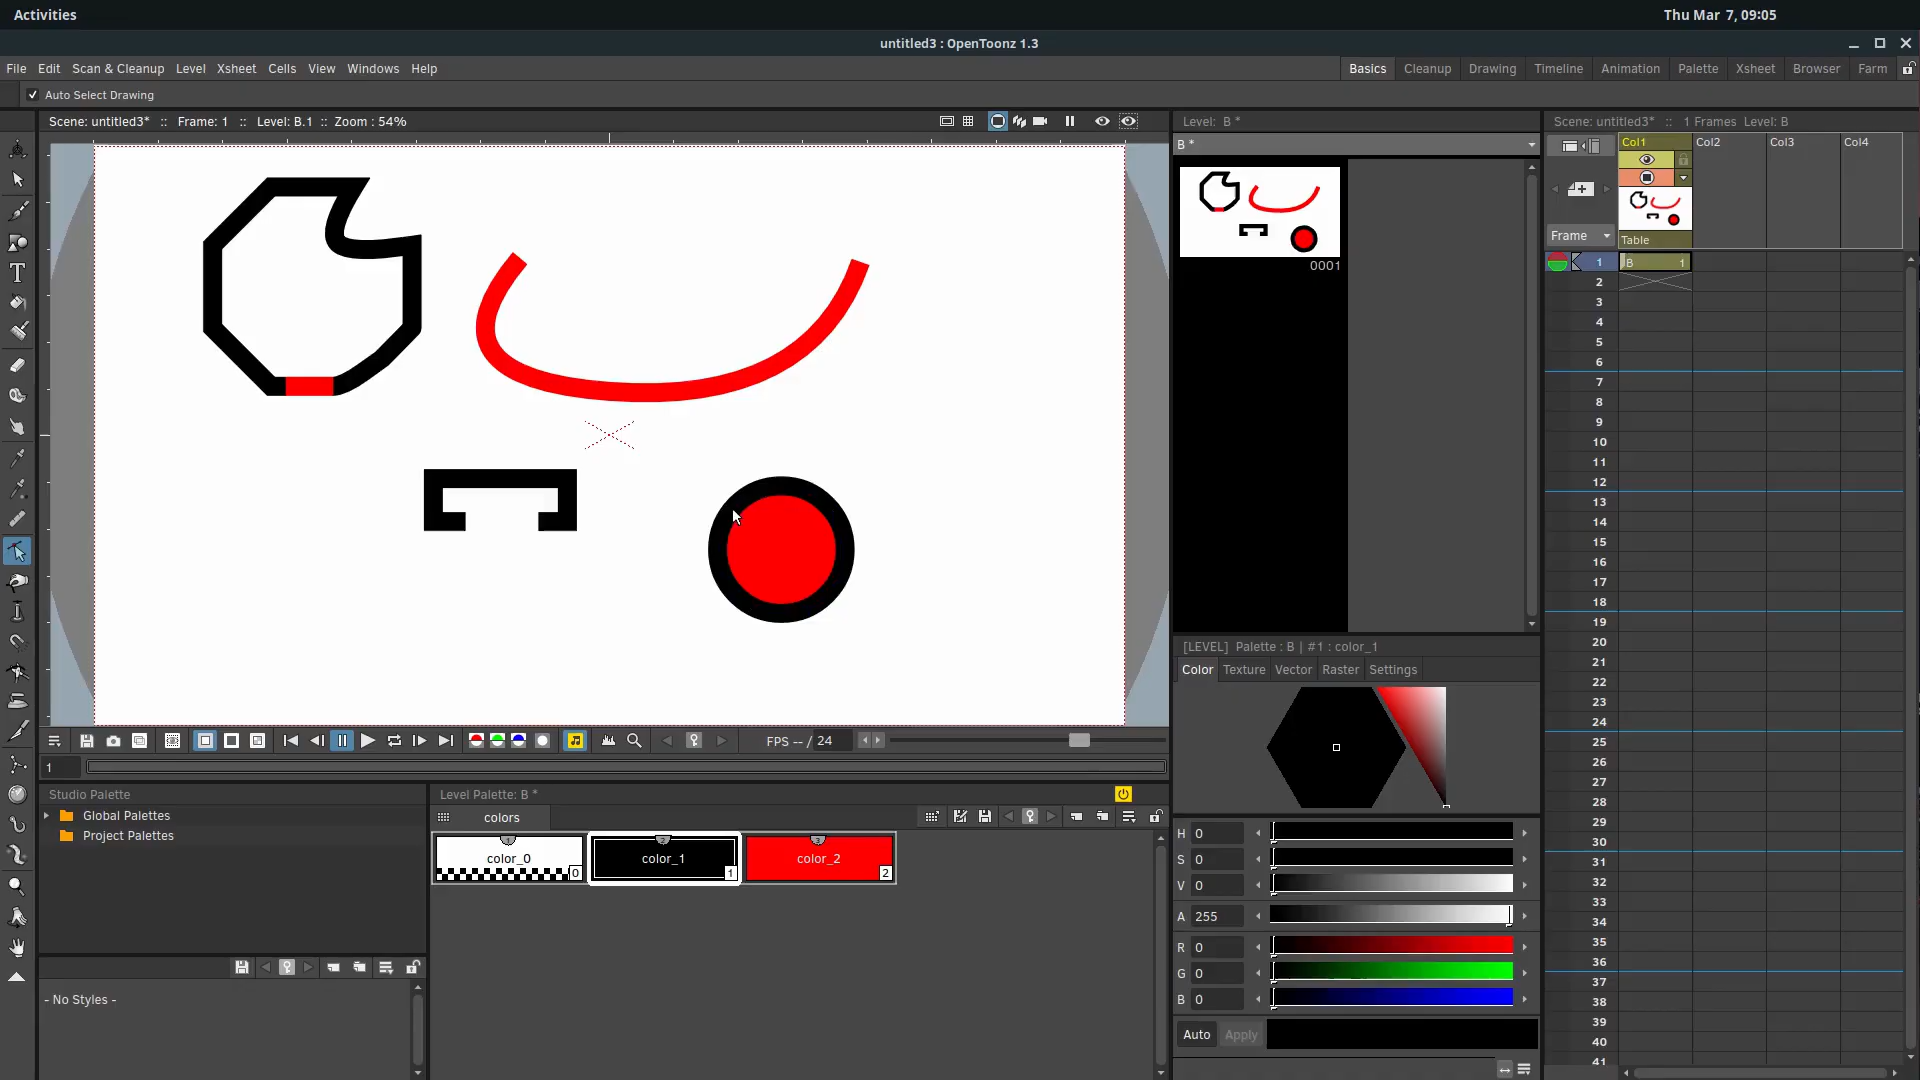 Activities
Thu Mar 7, 09:05
untitled3 : OpenToonz 1.3
File Edit Scan & Cleanup Level Xsheet Cells View Windows Help
Basics Cleanup Drawing Timeline Animation Palette Xsheet Browser Farm
Auto Select Drawing
Scene: untitled3* :: Frame: 1 :: Level: B.1 :: Zoom : 54%
Level: B *
B *
0001
Scene: untitled3* :: 1 Frames Level: B
Col1 Col2 Col3 Col4
Frame
Table
1 B 1
2
3
4
5
6
7
8
9
10
11
12
13
14
15
16
17
18
19
20
21
22
23
24
25
26
27
28
29
30
31
32
33
34
35
36
37
38
39
40
41
[LEVEL] Palette : B | #1 : color_1
Color Texture Vector Raster Settings
H 0
S 0
V 0
A 255
R 0
G 0
B 0
Auto Apply
FPS -- / 24
1
Studio Palette
Global Palettes
Project Palettes
- No Styles -
Level Palette: B *
colors
1 2 3
color_0 color_1 color_2
0 1 2